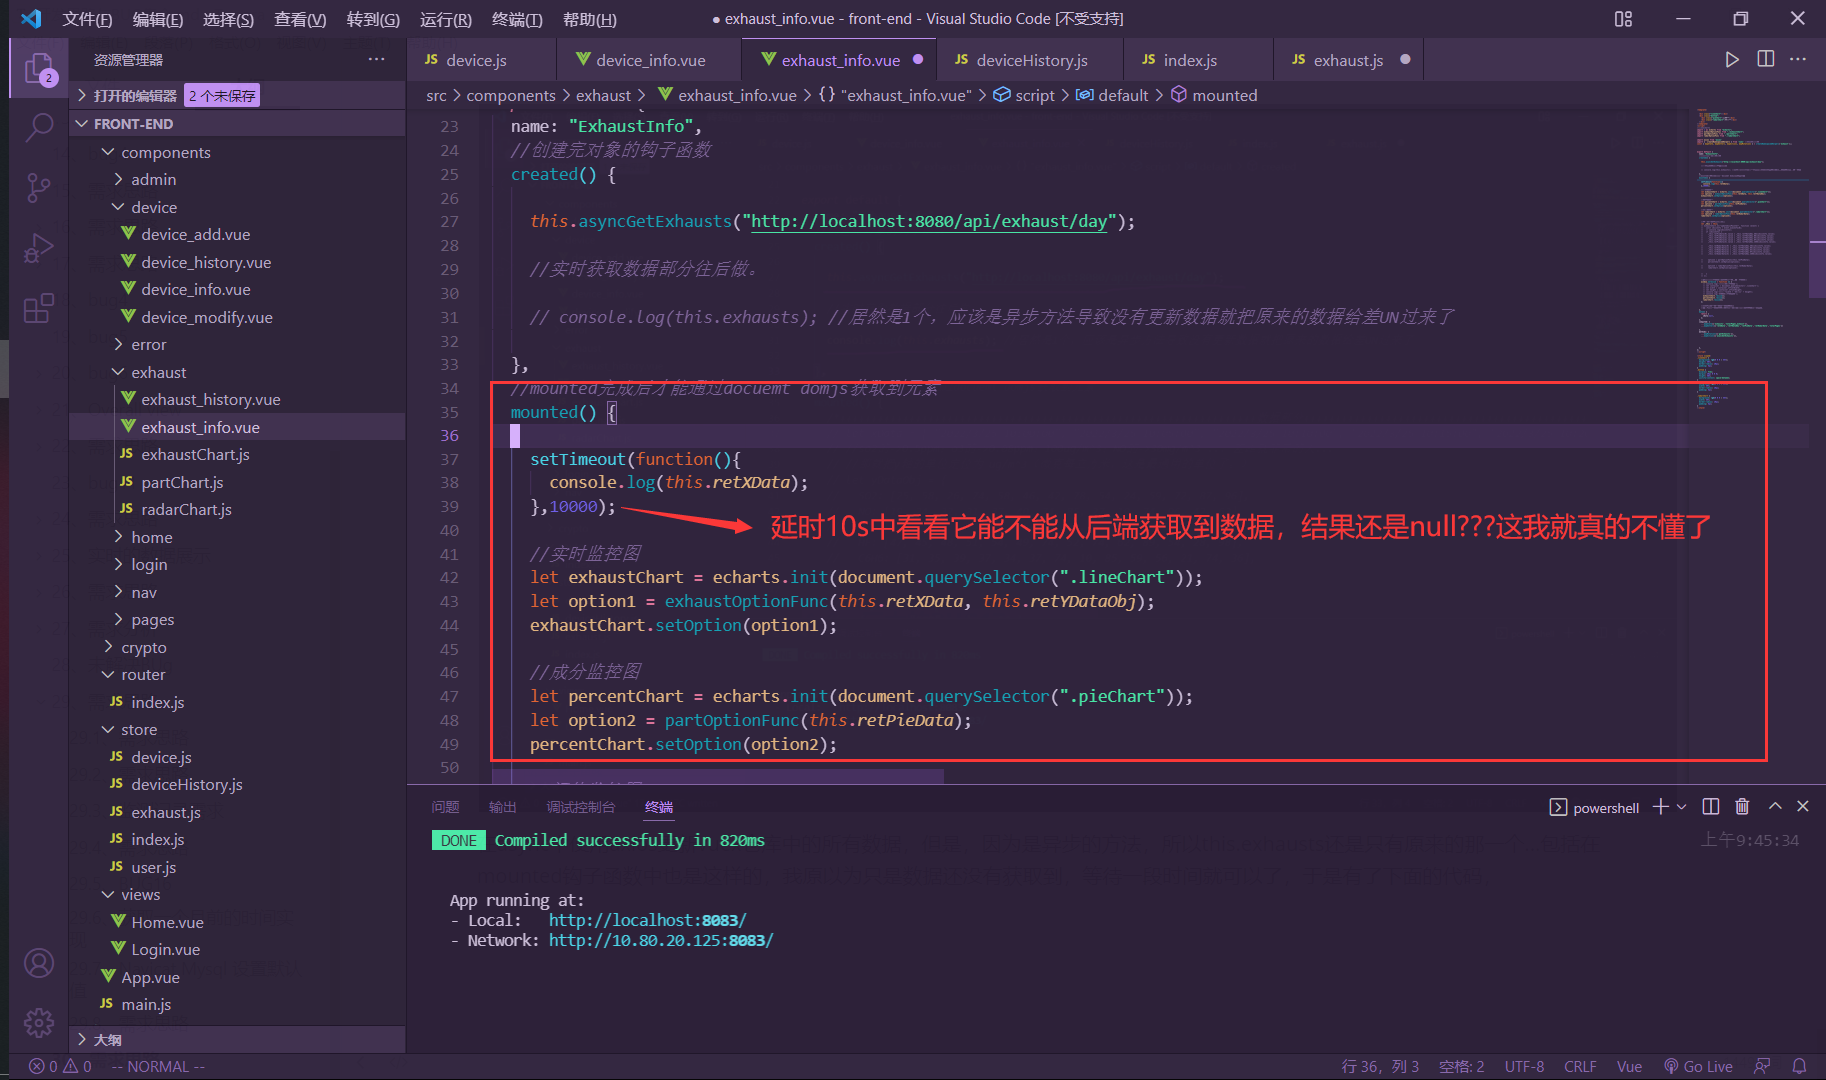 文件(F) 编辑(E) 选择(S) 查看(V) 转到(G) 运行(R) 终端(T) 帮助(H) ● exhaust_info.vue - front-end - Visual Studio Code [不受支持]
资源管理器 ···
JS device.js device_info.vue exhaust_info.vue ● JS deviceHistory.js JS index.js JS exhaust.js ●
打开的编辑器 2 个未保存
src > components > exhaust > exhaust_info.vue > {} "exhaust_info.vue" > script > default > mounted
2
FRONT-END
components
admin
device
device_add.vue
device_history.vue
device_info.vue
device_modify.vue
error
exhaust
exhaust_history.vue
exhaust_info.vue
JS exhaustChart.js
JS partChart.js
JS radarChart.js
home
login
nav
pages
crypto
router
JS index.js
store
JS device.js
JS deviceHistory.js
JS exhaust.js
JS index.js
JS user.js
views
Home.vue
Login.vue
App.vue
JS main.js
大纲
23 name: "ExhaustInfo",
24 //创建完对象的钩子函数
25 created() {
26
27 this.asyncGetExhausts("http://localhost:8080/api/exhaust/day");
28
29 //实时获取数据部分往后做。
30
31 // console.log(this.exhausts); //居然是1个，应该是异步方法导致没有更新数据就把原来的数据给差UN过来了
32
33 },
34 //mounted完成后才能通过docuemt domjs获取到元素
35 mounted() {
36
37 setTimeout(function(){
38 console.log(this.retXData);
39 },10000);
延时10s中看看它能不能从后端获取到数据，结果还是null???这我就真的不懂了
40
41 //实时监控图
42 let exhaustChart = echarts.init(document.querySelector(".lineChart"));
43 let option1 = exhaustOptionFunc(this.retXData, this.retYDataObj);
44 exhaustChart.setOption(option1);
45
46 //成分监控图
47 let percentChart = echarts.init(document.querySelector(".pieChart"));
48 let option2 = partOptionFunc(this.retPieData);
49 percentChart.setOption(option2);
50
问题 输出 调试控制台 终端 powershell
DONE Compiled successfully in 820ms 上午9:45:34
App running at:
- Local: http://localhost:8083/
- Network: http://10.80.20.125:8083/
0 0 -- NORMAL -- 行 36，列 3 空格: 2 UTF-8 CRLF Vue Go Live